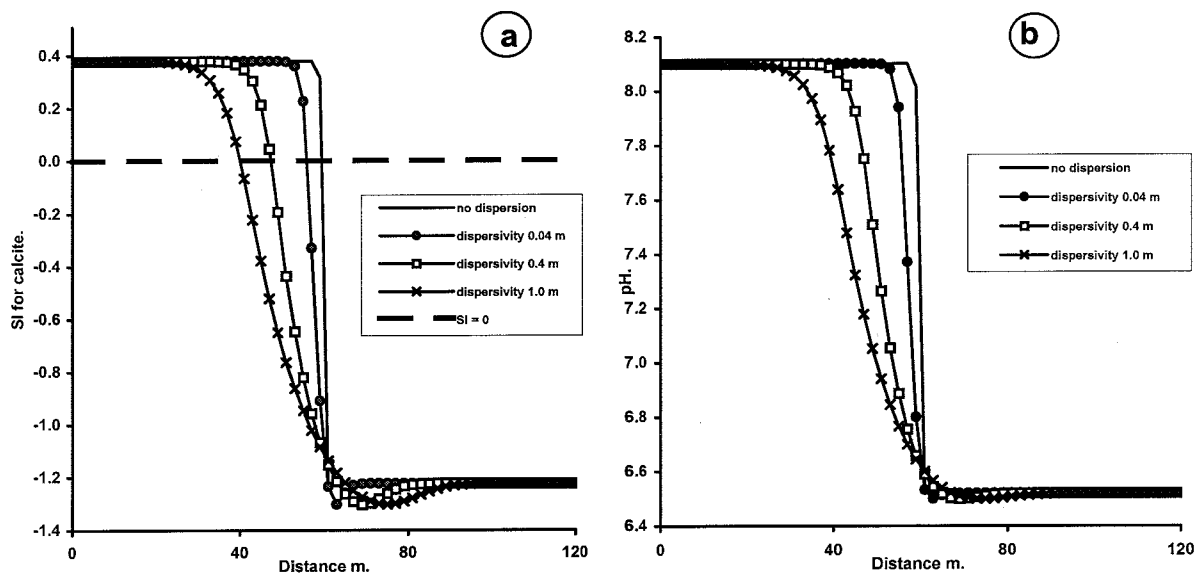 a
0.4
0.2
0.0
-0.2
-0.4
-0.6
-0.8
-1.0
-1.2
-1.4
SI for calcite.
0
40
80
120
Distance m.
no dispersion
dispersivity 0.04 m
dispersivity 0.4 m
dispersivity 1.0 m
SI = 0
b
8.2
8.0
7.8
7.6
7.4
7.2
7.0
6.8
6.6
6.4
pH.
0
40
80
120
Distance m.
no dispersion
dispersivity 0.04 m
dispersivity 0.4 m
dispersivity 1.0 m